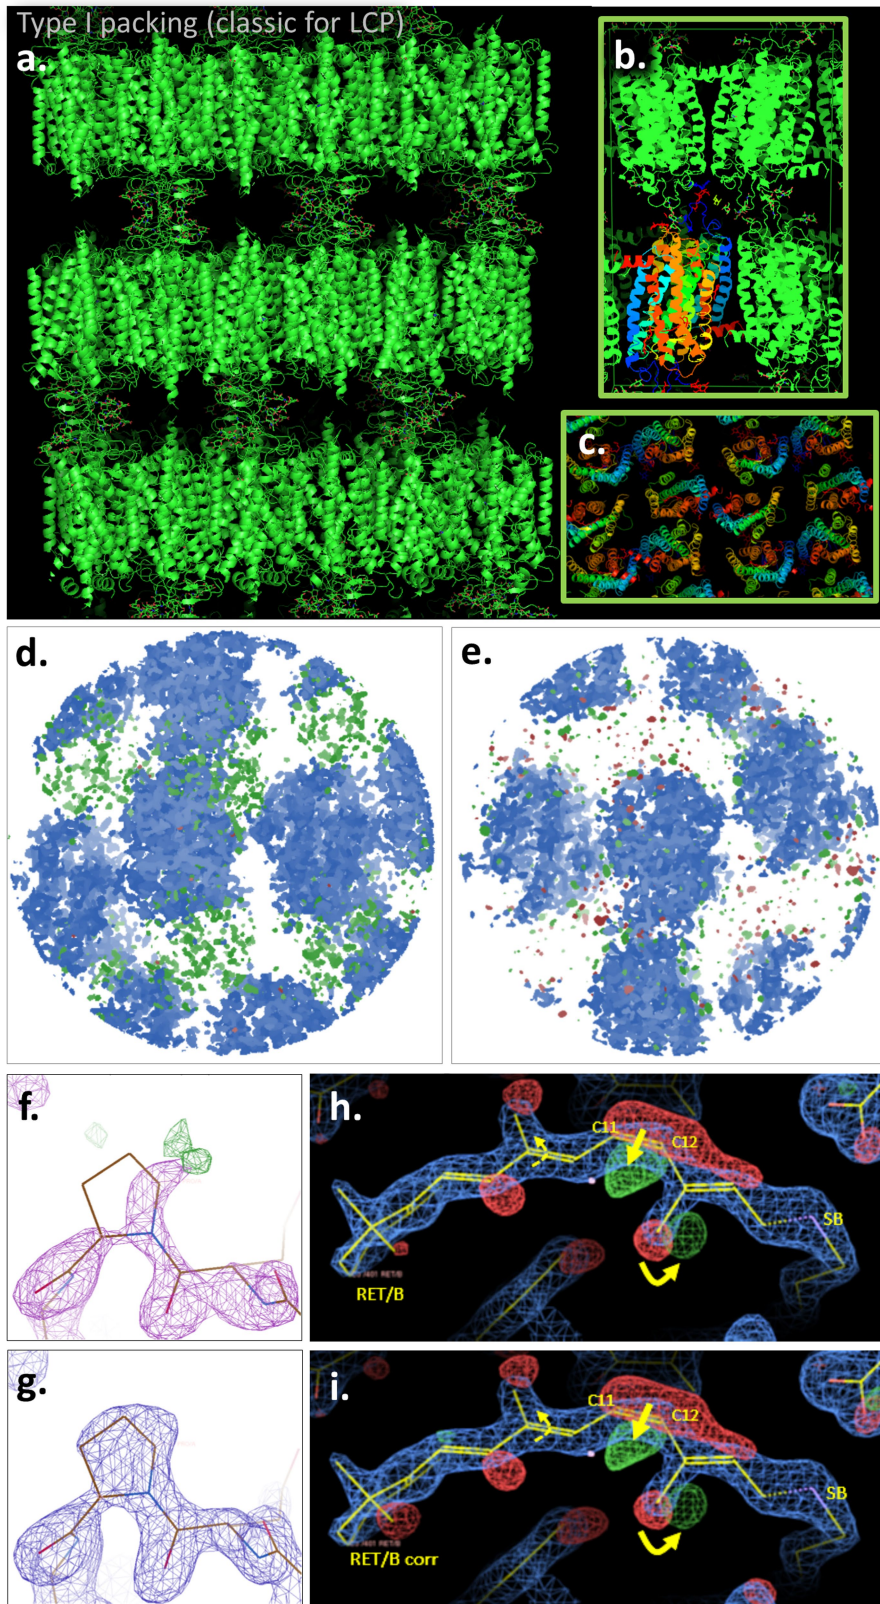 Type I packing (classic for LCP)
a.
b.
c.
d.
e.
f.
h.
C11
C12
SB
RET/B
g.
i.
C11
C12
SB
RET/B corr